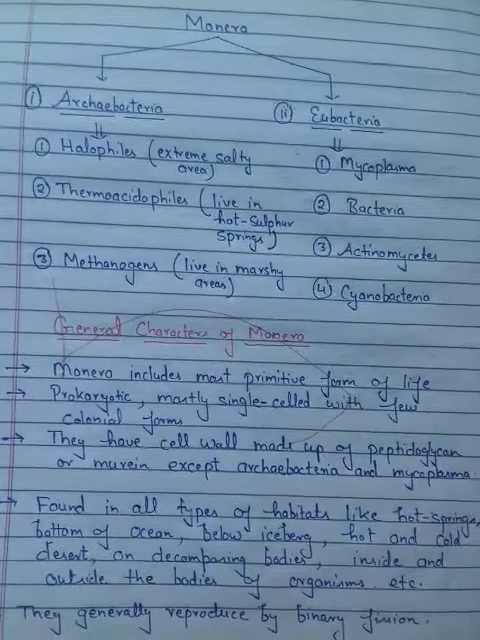 Monera
(i) Archaebacteria
(ii) Eubacteria
① Halophiles (extreme salty
area)
② Thermoacidophiles (live in
hot-sulphur
springs)
③ Methanogens (live in marshy
areas)
① Mycoplasma
② Bacteria
③ Actinomycetes
④ Cyanobacteria
General Characters of Monera
→ Monera includes most primitive form of life
→ Prokaryotic, mostly single-celled with few
colonial forms
→ They have cell wall made up of peptidoglycan
or murein except archaebacteria and mycoplasma
→ Found in all types of habitats like hot-springs,
bottom of ocean, below iceberg, hot and cold
desert, on decomposing bodies, inside and
outside the bodies of organisms etc.
They generally reproduce by binary fission.